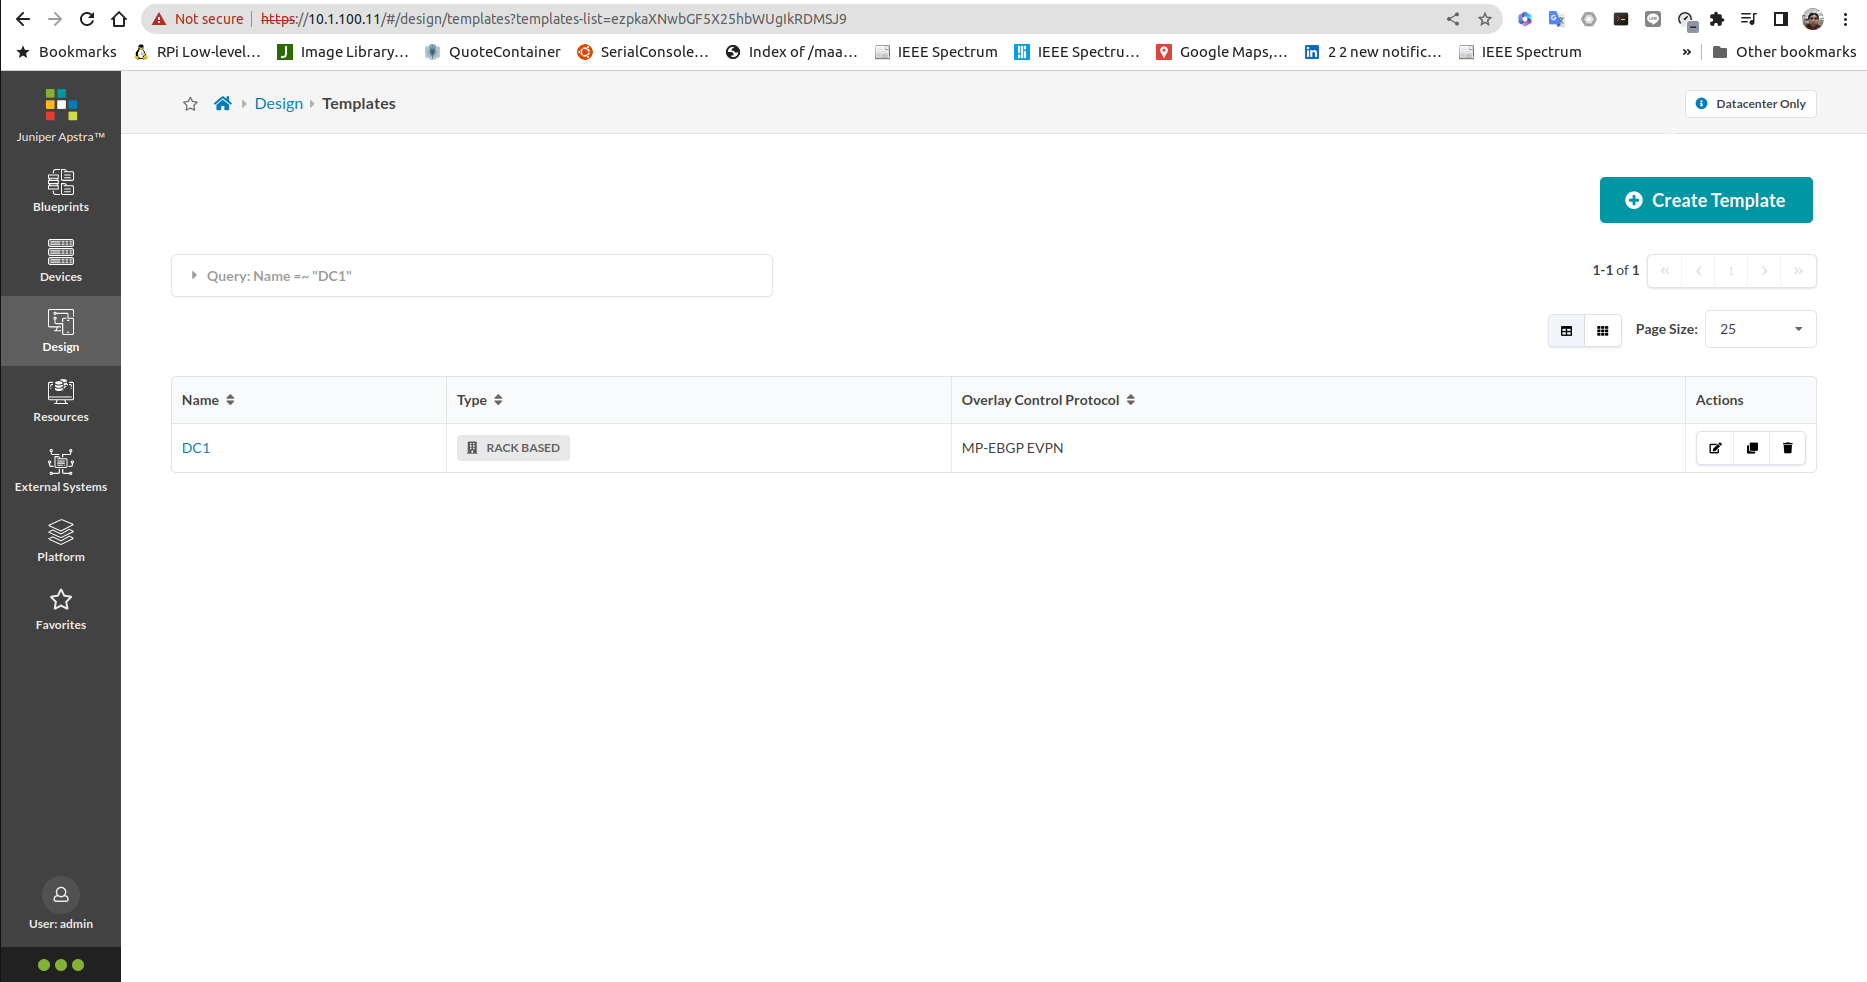 Not secure https://10.1.100.11/#/design/templates?templates-list=ezpkaXNwbGF5X25hbWUgIkRDMSJ9
Bookmarks RPi Low-level... Image Library... QuoteContainer SerialConsole... Index of /maa... IEEE Spectrum IEEE Spectru... Google Maps,... 2 2 new notific... IEEE Spectrum » Other bookmarks
Juniper Apstra™
Blueprints
Devices
Design
Resources
External Systems
Platform
Favorites
User: admin
Design Templates
Datacenter Only
Create Template
Query: Name =~ "DC1"
1-1 of 1 « ‹ 1 › »
Page Size: 25
Name Type Overlay Control Protocol Actions
DC1 RACK BASED MP-EBGP EVPN